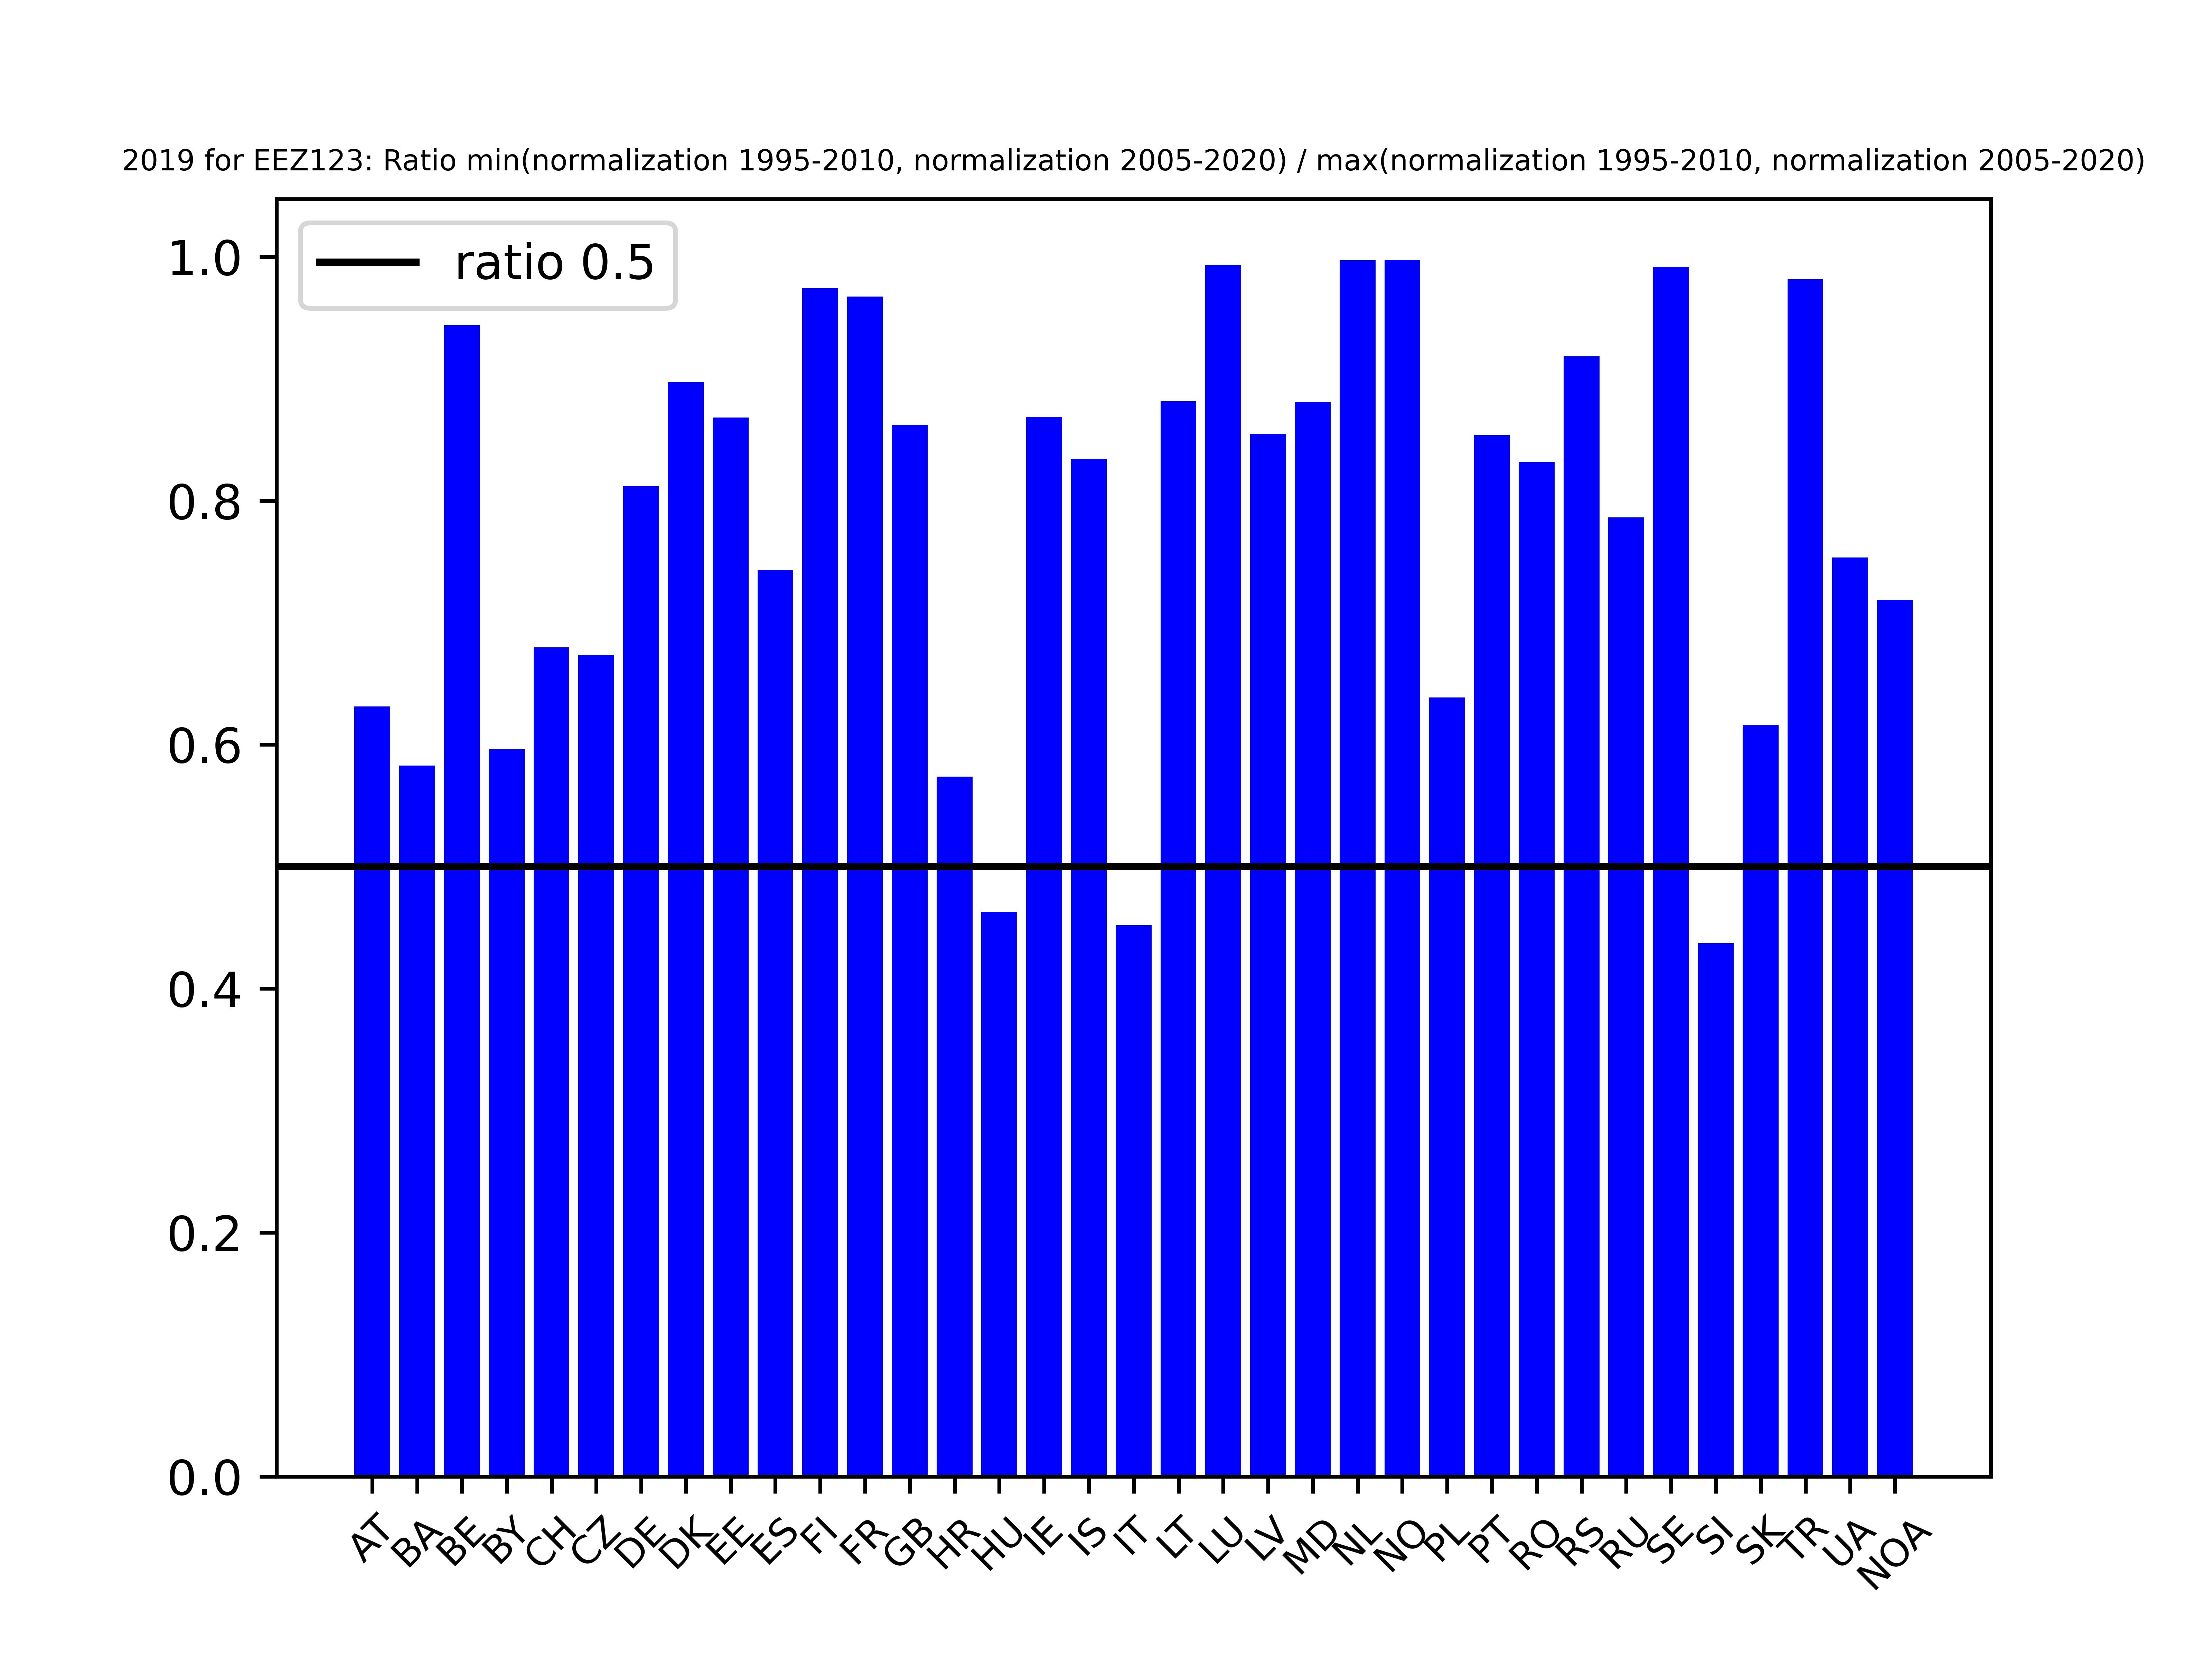 2019 for EEZ123: Ratio min(normalization 1995-2010, normalization 2005-2020) / max(normalization 1995-2010, normalization 2005-2020)
ratio 0.5
1.0
0.8
0.6
0.4
0.2
0.0
AT BA BE BY CH CZ DE DK EE ES FI FR GB HR HU IE IS IT LT LU LV MD NL NO PL PT RO RS RU SE SI SK TR UA NOA